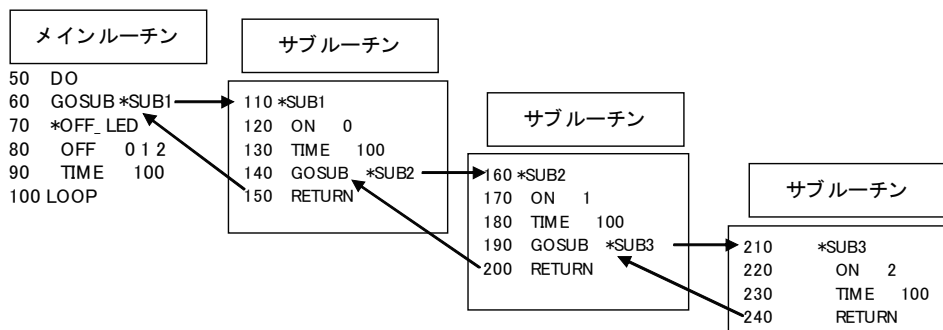 メインルーチン
50 DO
60 GOSUB *SUB1
70 *OFF_LED
80 OFF 0 1 2
90 TIME 100
100 LOOP
サブルーチン
110 *SUB1
120 ON 0
130 TIME 100
140 GOSUB *SUB2
150 RETURN
サブルーチン
160 *SUB2
170 ON 1
180 TIME 100
190 GOSUB *SUB3
200 RETURN
サブルーチン
210 *SUB3
220 ON 2
230 TIME 100
240 RETURN